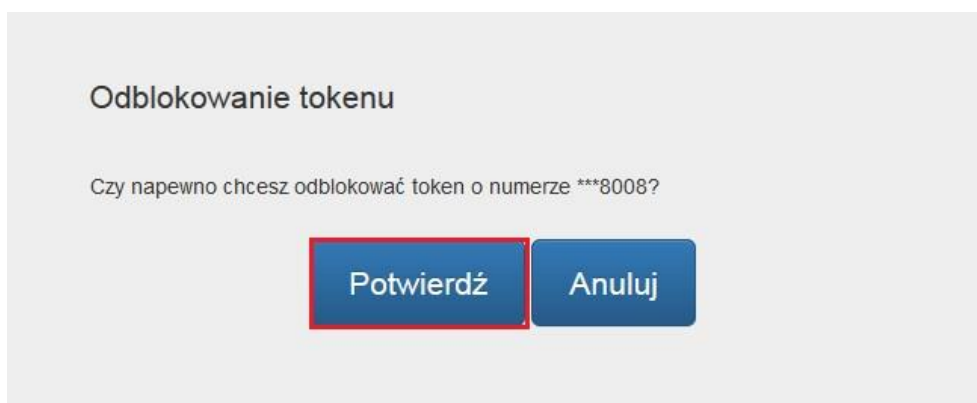 Odblokowanie tokenu
Czy napewno chcesz odblokować token o numerze ***8008?
Potwierdź Anuluj